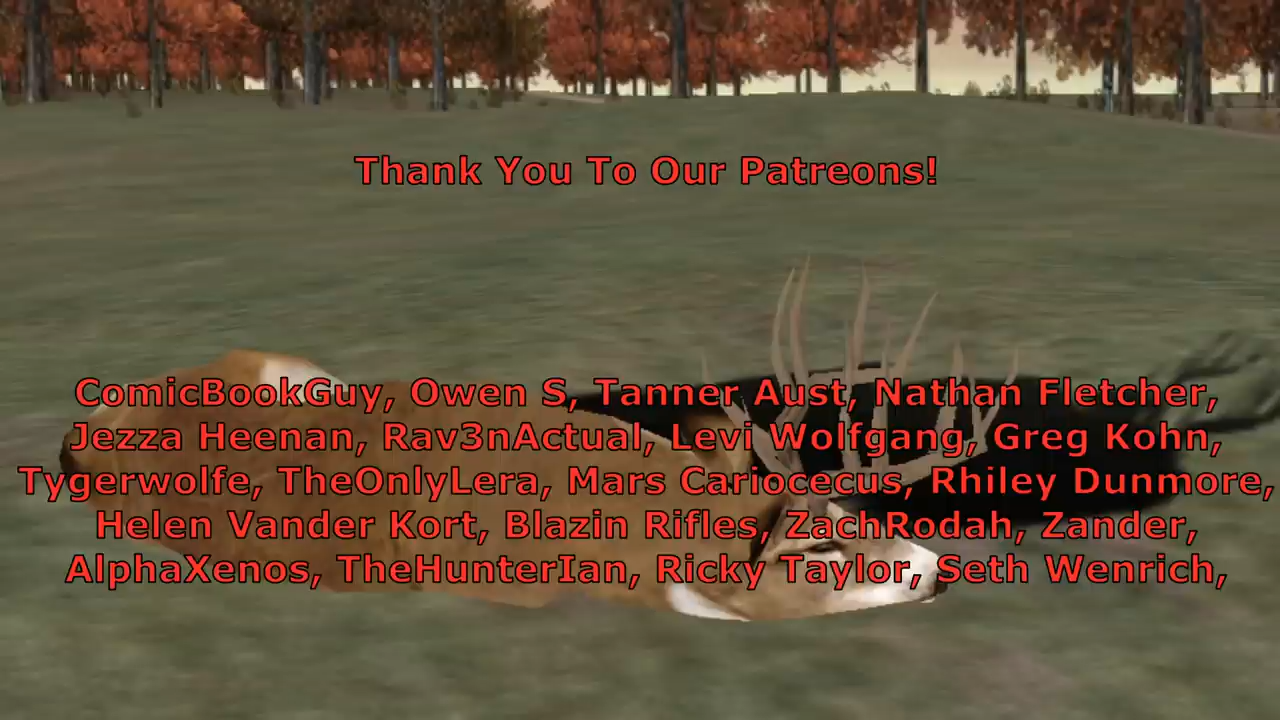 Thank You To Our Patreons!
ComicBookGuy, Owen S, Tanner Aust, Nathan Fletcher,
Jezza Heenan, Rav3nActual, Levi Wolfgang, Greg Kohn,
Tygerwolfe, TheOnlyLera, Mars Cariocecus, Rhiley Dunmore,
Helen Vander Kort, Blazin Rifles, ZachRodah, Zander,
AlphaXenos, TheHunterIan, Ricky Taylor, Seth Wenrich,